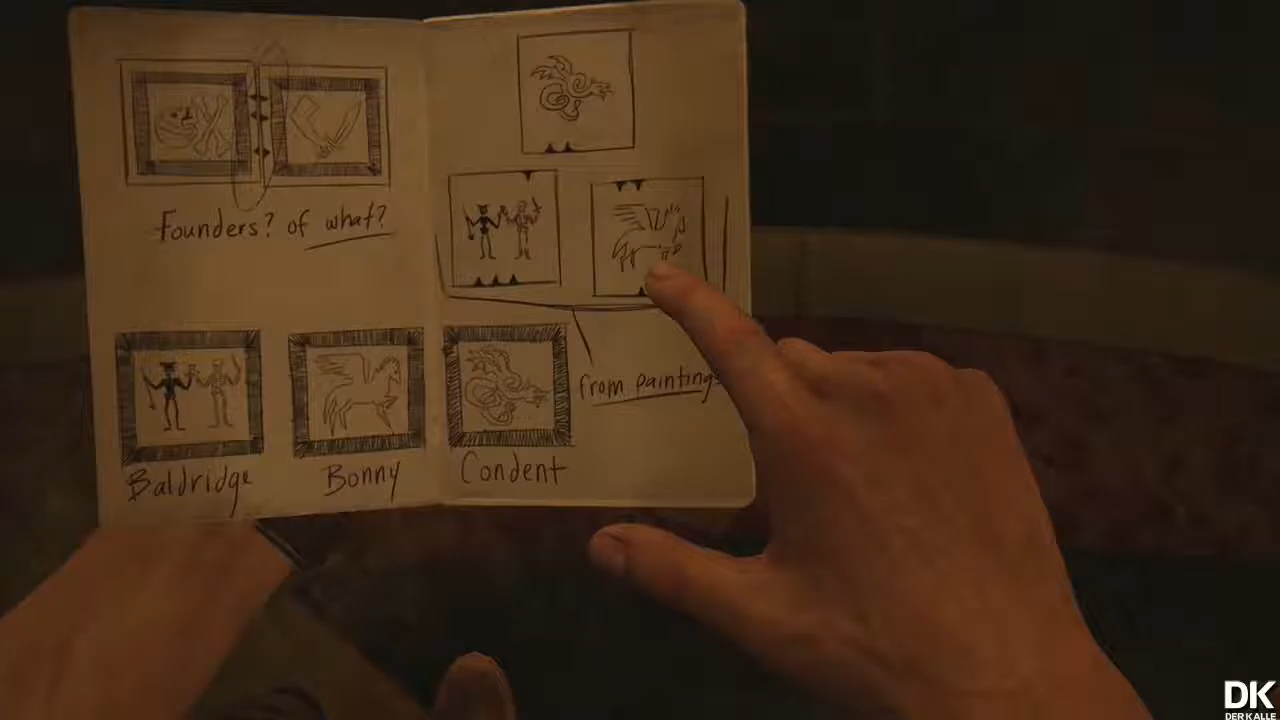 Founders? of what?
from paintings
Baldridge
Bonny
Condent
DK
DERKALLE